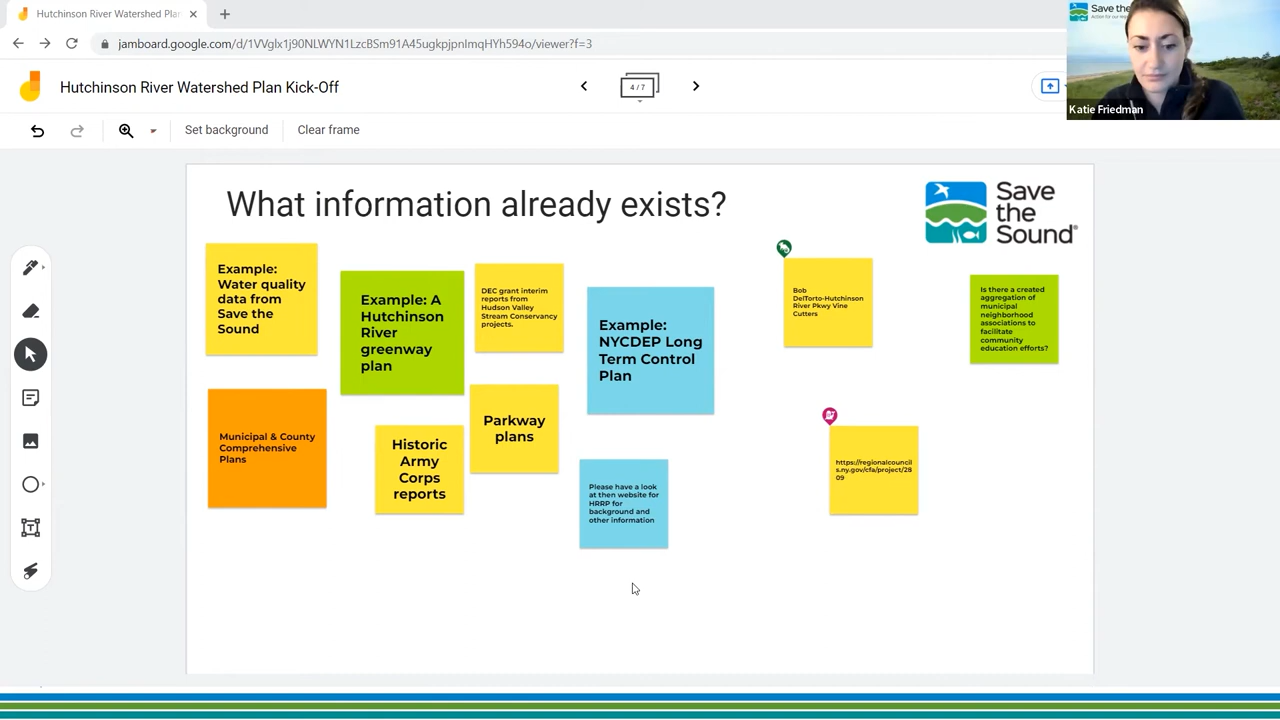 Hutchinson River Watershed Plan
jamboard.google.com/d/1VVglx1j90NLWYN1LzcBSm91A45ugkpjpnImqHYh594o/viewer?f=3
Hutchinson River Watershed Plan Kick-Off
4 / 7
Set background
Clear frame
Save the
Katie Friedman
What information already exists?
Save
the
Sound®
Example:
Water quality
data from
Save the
Sound
Example: A
Hutchinson
River
greenway
plan
DEC grant interim
reports from
Hudson Valley
Stream Conservancy
projects.
Example:
NYCDEP Long
Term Control
Plan
Bob
DelTorto-Hutchinson
River Pkwy Vine
Cutters
Is there a created
aggregation of
municipal
neighborhood
associations to
facilitate
community
education efforts?
Municipal & County
Comprehensive
Plans
Historic
Army
Corps
reports
Parkway
plans
Please have a look
at then website for
HRRP for
background and
other information
https://regionalcouncil
s.ny.gov/cfa/project/28
09